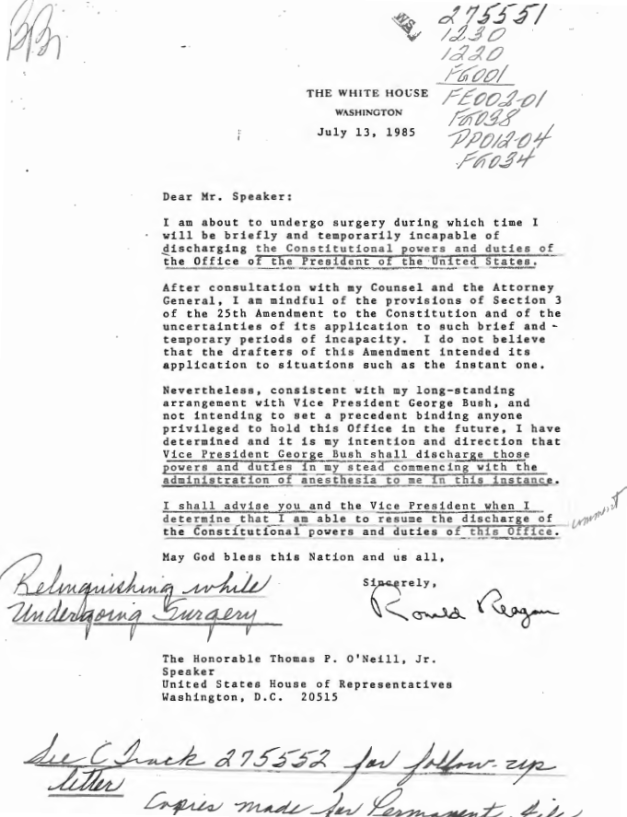 275551
1230
1220
FG001
FE002-01
FG038
PP012-04
FG034
THE WHITE HOUSE
WASHINGTON
July 13, 1985
Dear Mr. Speaker:
I am about to undergo surgery during which time I
will be briefly and temporarily incapable of
discharging the Constitutional powers and duties of
the Office of the President of the United States.
After consultation with my Counsel and the Attorney
General, I am mindful of the provisions of Section 3
of the 25th Amendment to the Constitution and of the
uncertainties of its application to such brief and
temporary periods of incapacity. I do not believe
that the drafters of this Amendment intended its
application to situations such as the instant one.
Nevertheless, consistent with my long-standing
arrangement with Vice President George Bush, and
not intending to set a precedent binding anyone
privileged to hold this Office in the future, I have
determined and it is my intention and direction that
Vice President George Bush shall discharge those
powers and duties in my stead commencing with the
administration of anesthesia to me in this instance.
I shall advise you and the Vice President when I
determine that I am able to resume the discharge of
the Constitutional powers and duties of this Office.
May God bless this Nation and us all,
Sincerely,
Ronald Reagan
Relinquishing while
Undergoing Surgery
The Honorable Thomas P. O'Neill, Jr.
Speaker
United States House of Representatives
Washington, D.C. 20515
See C Track 275552 for follow-up
letter
Copies made for Permanent File